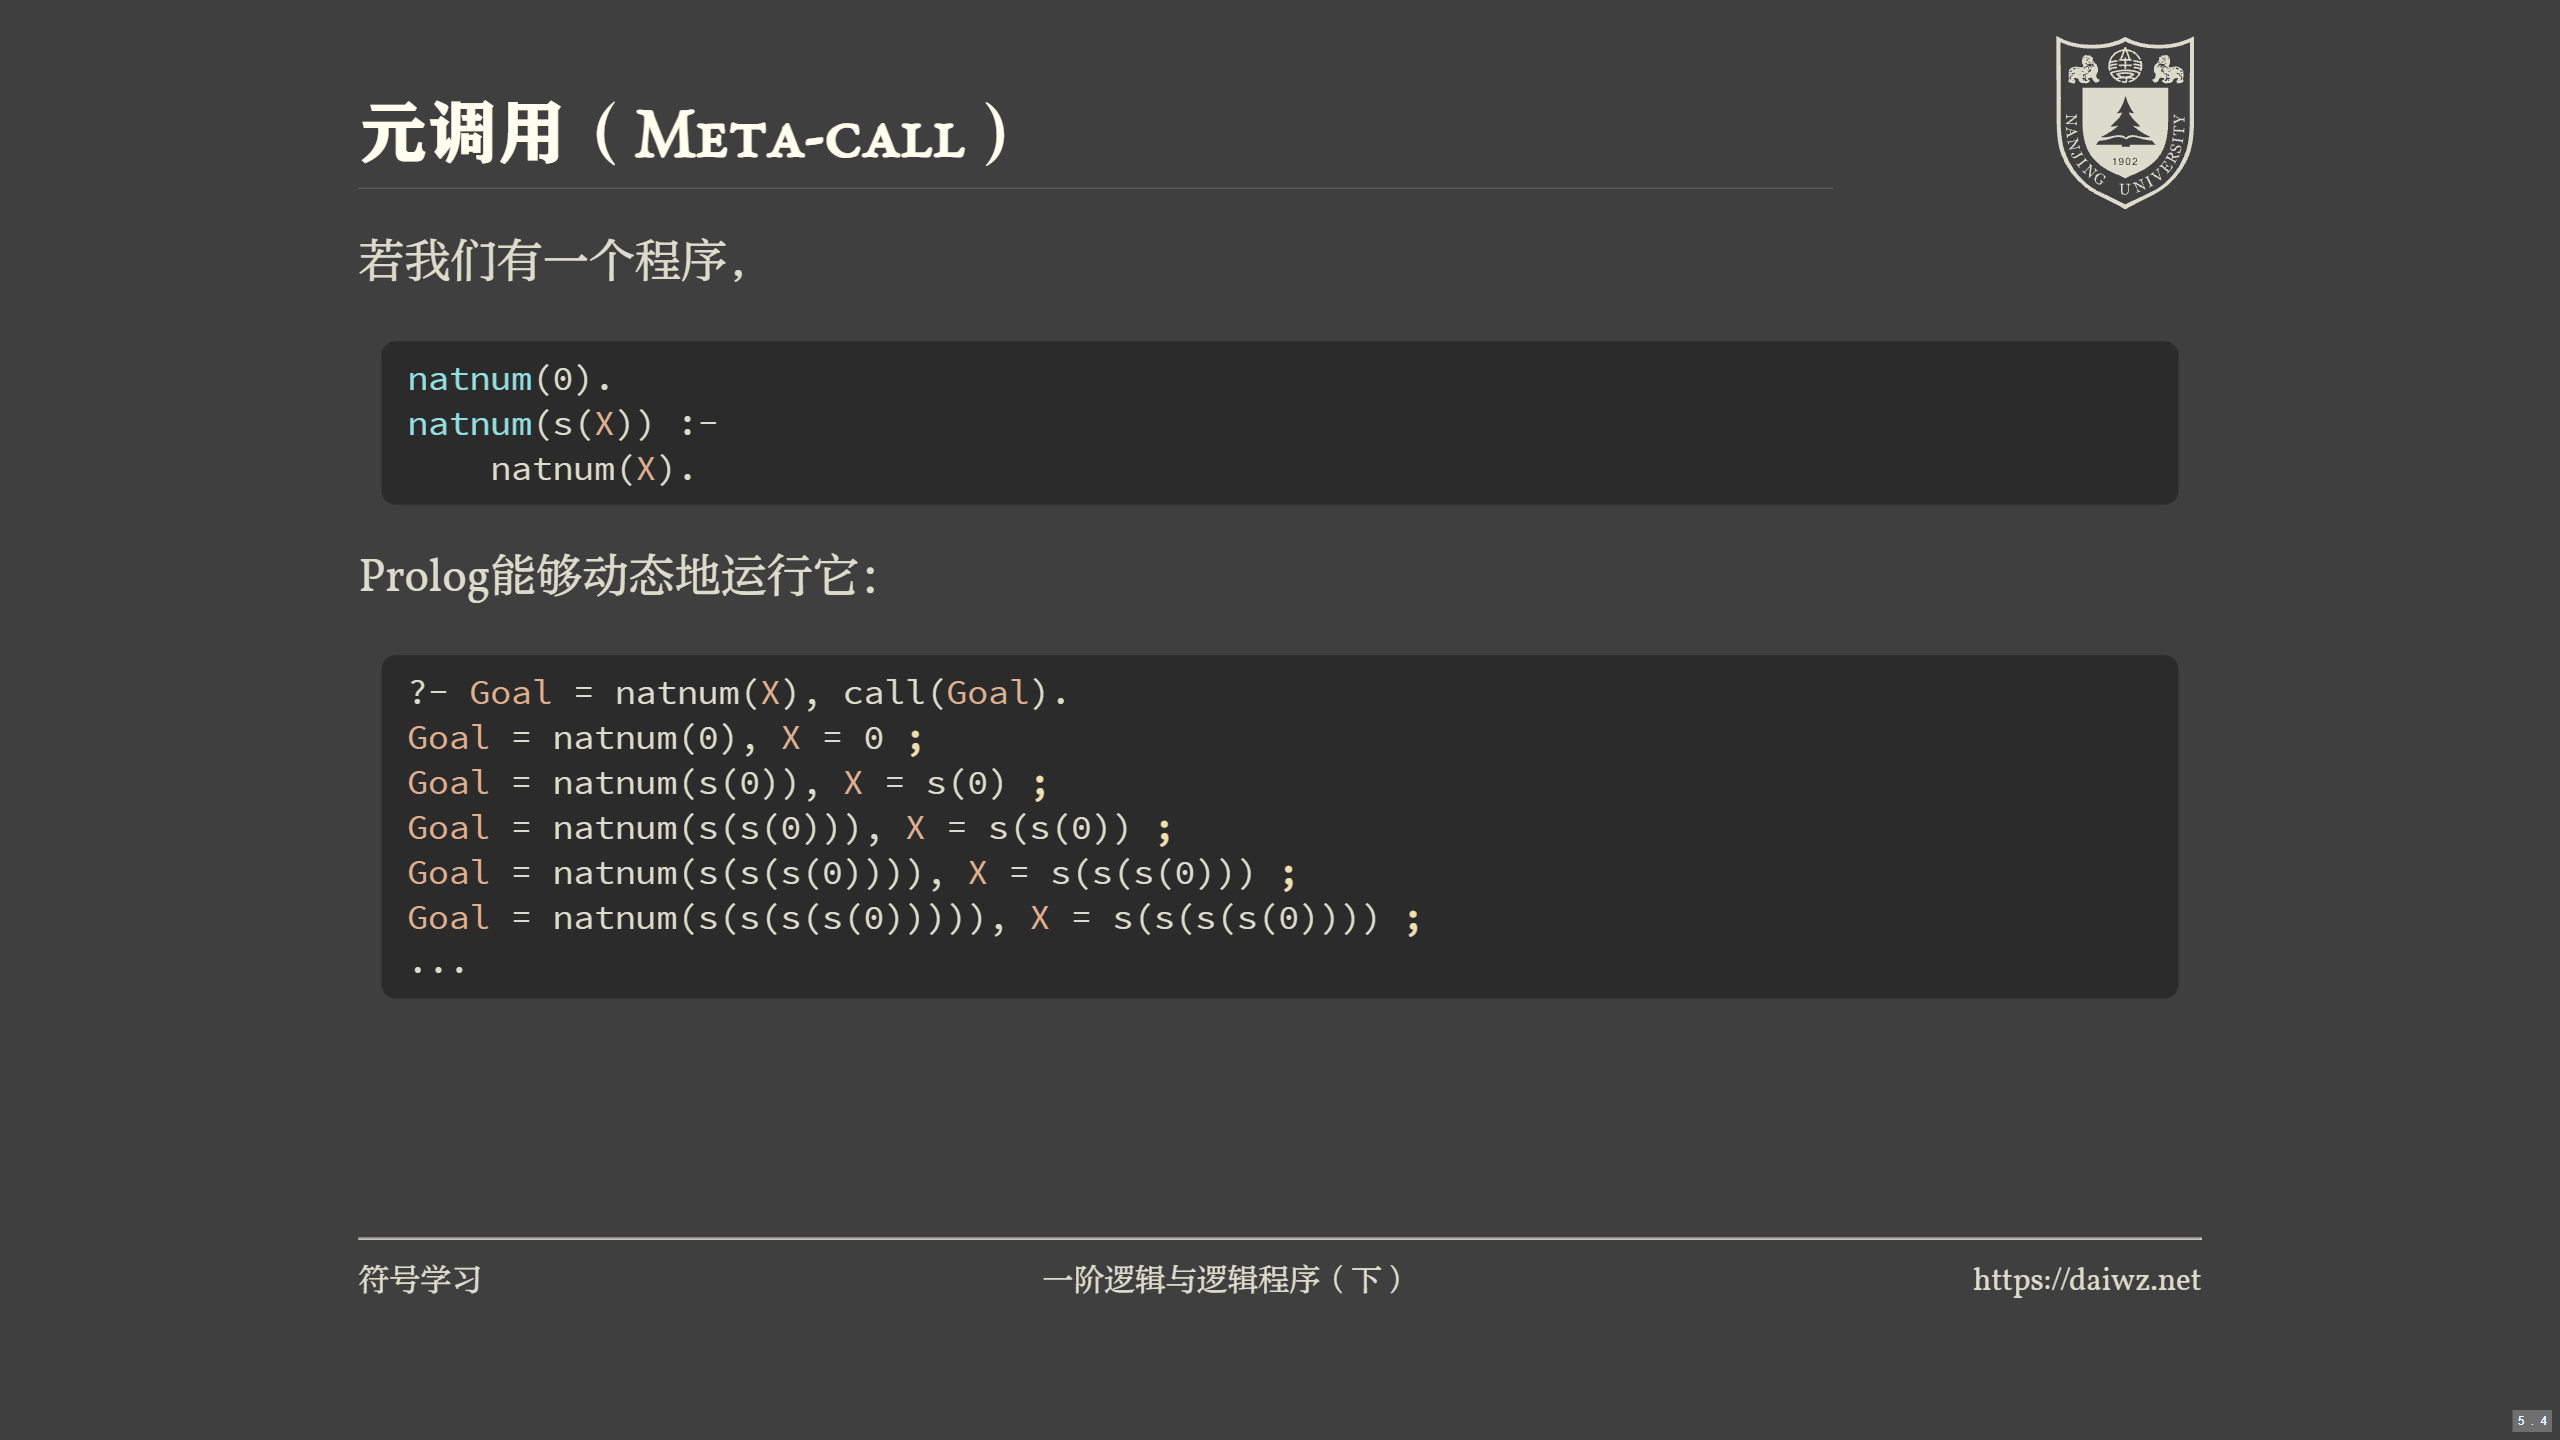 元调用（Meta-call）
NANJING UNIVERSITY
1902
若我们有一个程序，
natnum(0).
natnum(s(X)) :-
    natnum(X).
Prolog能够动态地运行它：
?- Goal = natnum(X), call(Goal).
Goal = natnum(0), X = 0 ;
Goal = natnum(s(0)), X = s(0) ;
Goal = natnum(s(s(0))), X = s(s(0)) ;
Goal = natnum(s(s(s(0)))), X = s(s(s(0))) ;
Goal = natnum(s(s(s(s(0))))), X = s(s(s(s(0)))) ;
...
符号学习
一阶逻辑与逻辑程序（下）
https://daiwz.net
5.4